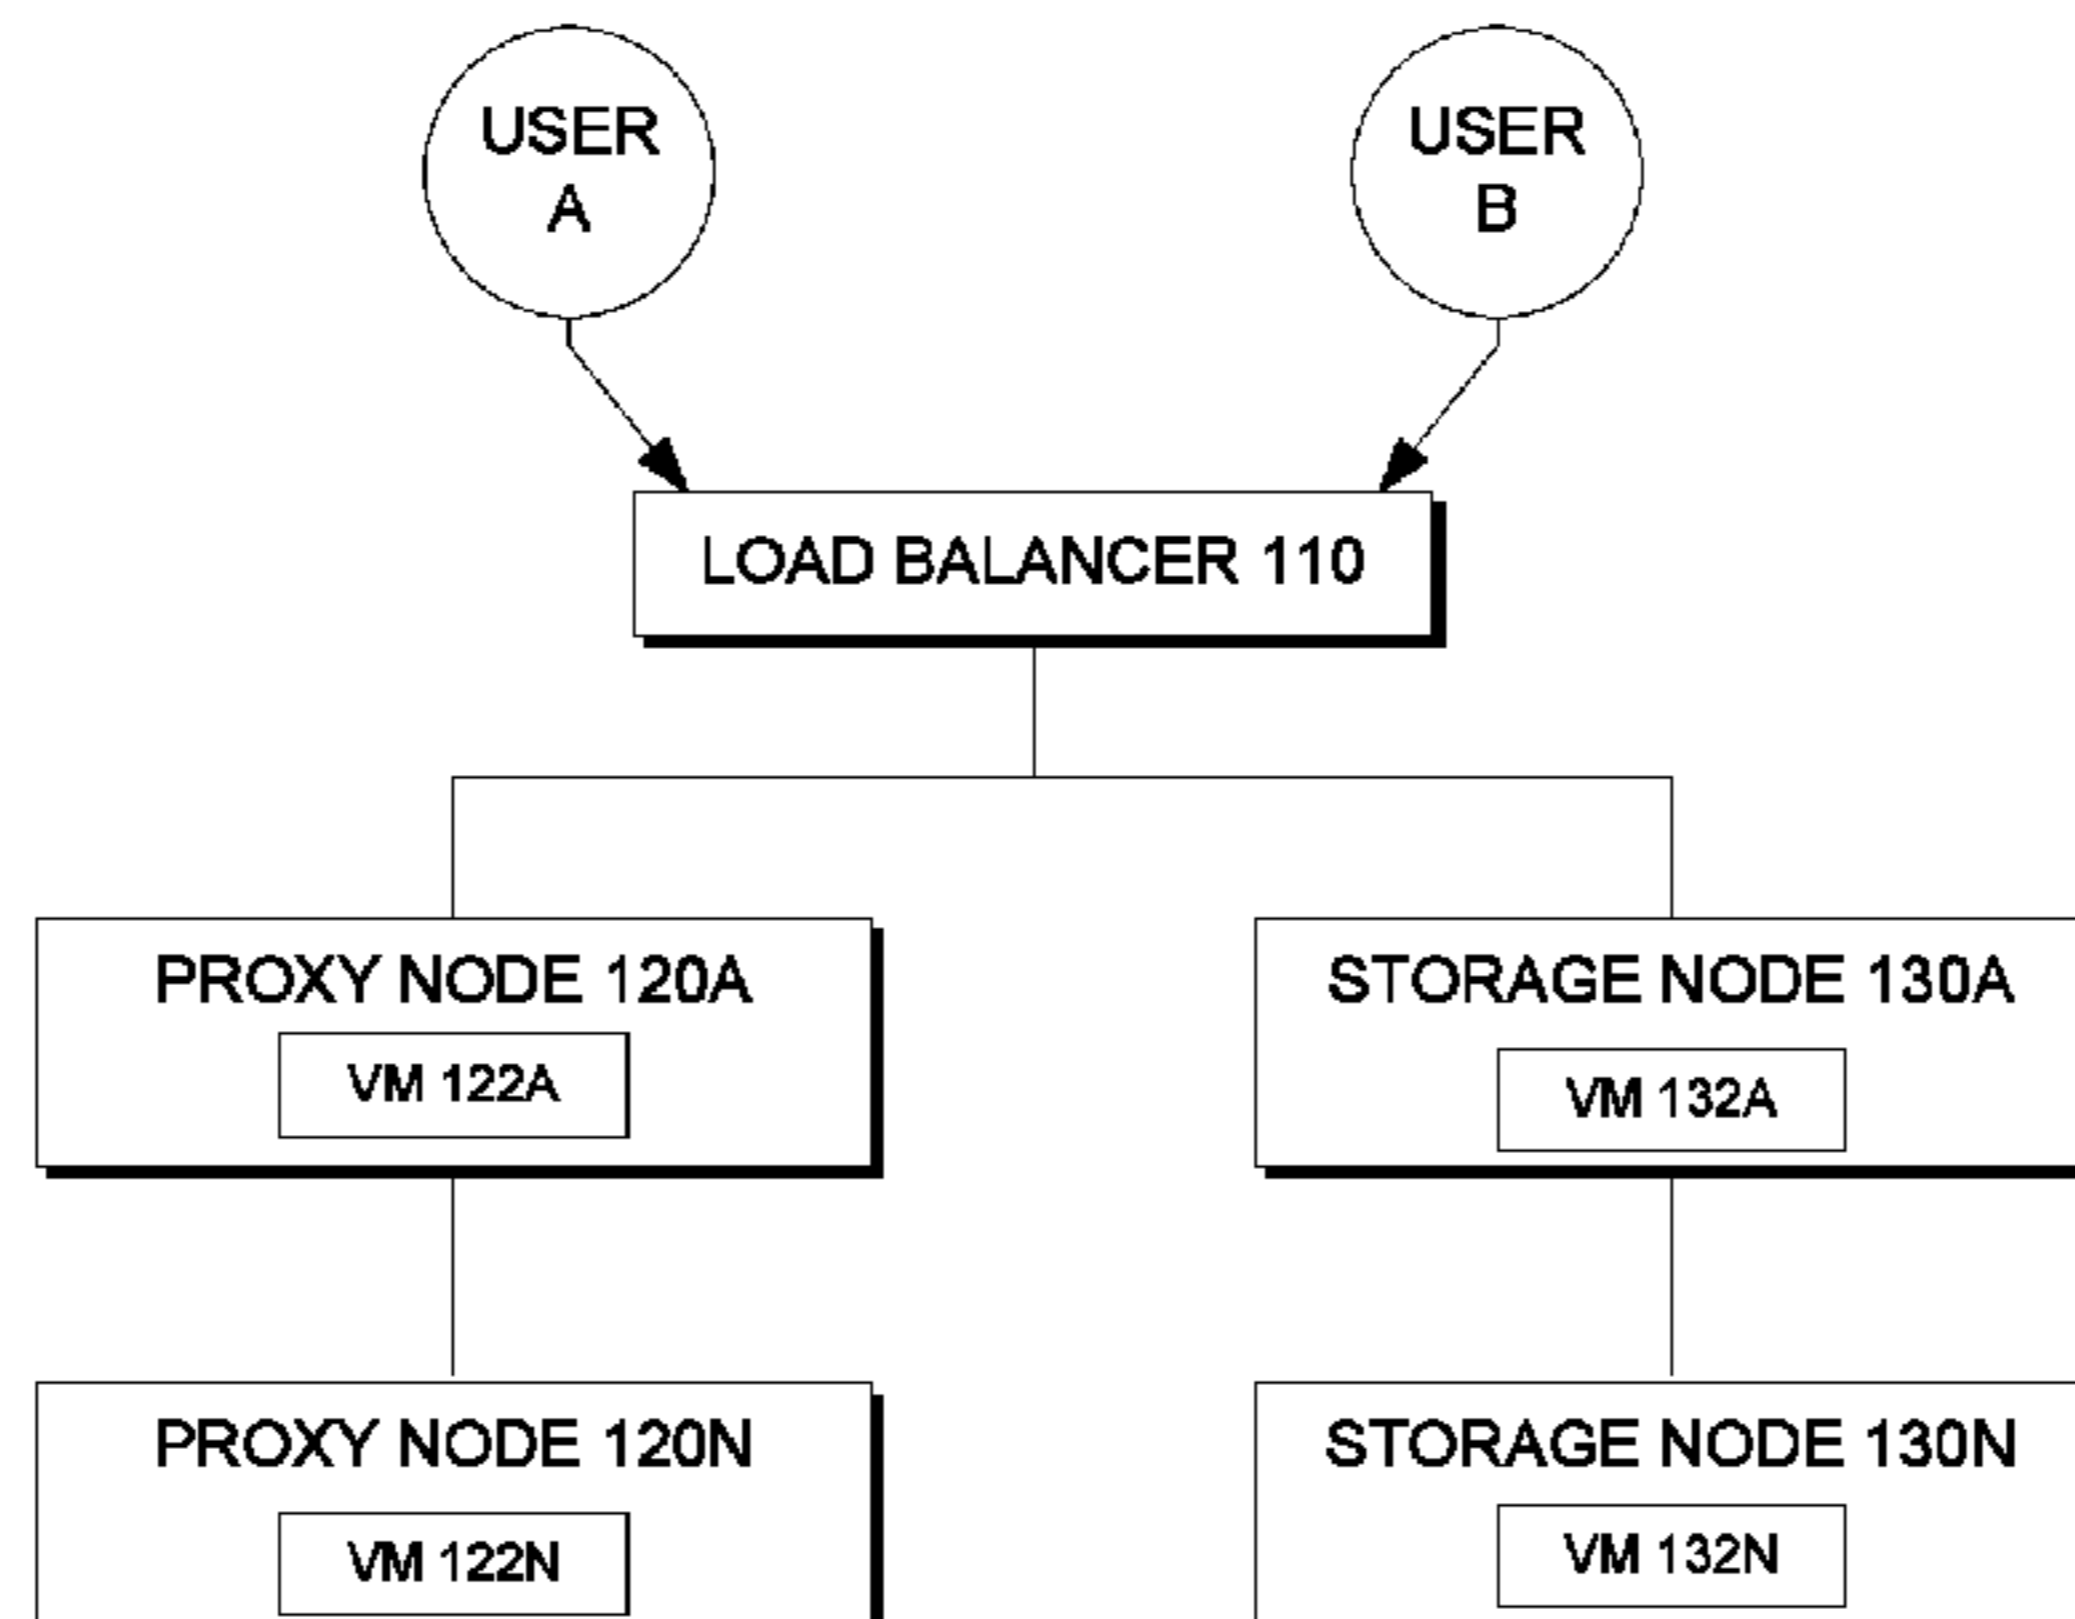 USER
A
USER
B
LOAD BALANCER 110
PROXY NODE 120A
VM 122A
STORAGE NODE 130A
VM 132A
PROXY NODE 120N
VM 122N
STORAGE NODE 130N
VM 132N